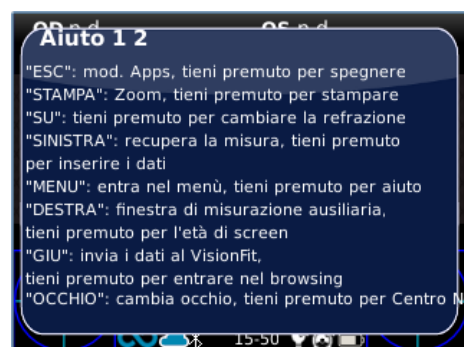 OD n.d. OS n.d.
Aiuto 1 2
"ESC": mod. Apps, tieni premuto per spegnere
"STAMPA": Zoom, tieni premuto per stampare
"SU": tieni premuto per cambiare la refrazione
"SINISTRA": recupera la misura, tieni premuto
per inserire i dati
"MENU": entra nel menù, tieni premuto per aiuto
"DESTRA": finestra di misurazione ausiliaria,
tieni premuto per l'età di screen
"GIU": invia i dati al VisionFit,
tieni premuto per entrare nel browsing
"OCCHIO": cambia occhio, tieni premuto per Centro N
15-50